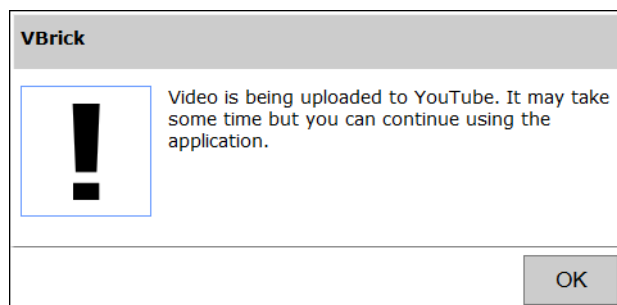 VBrick
Video is being uploaded to YouTube. It may take
some time but you can continue using the
application.
OK